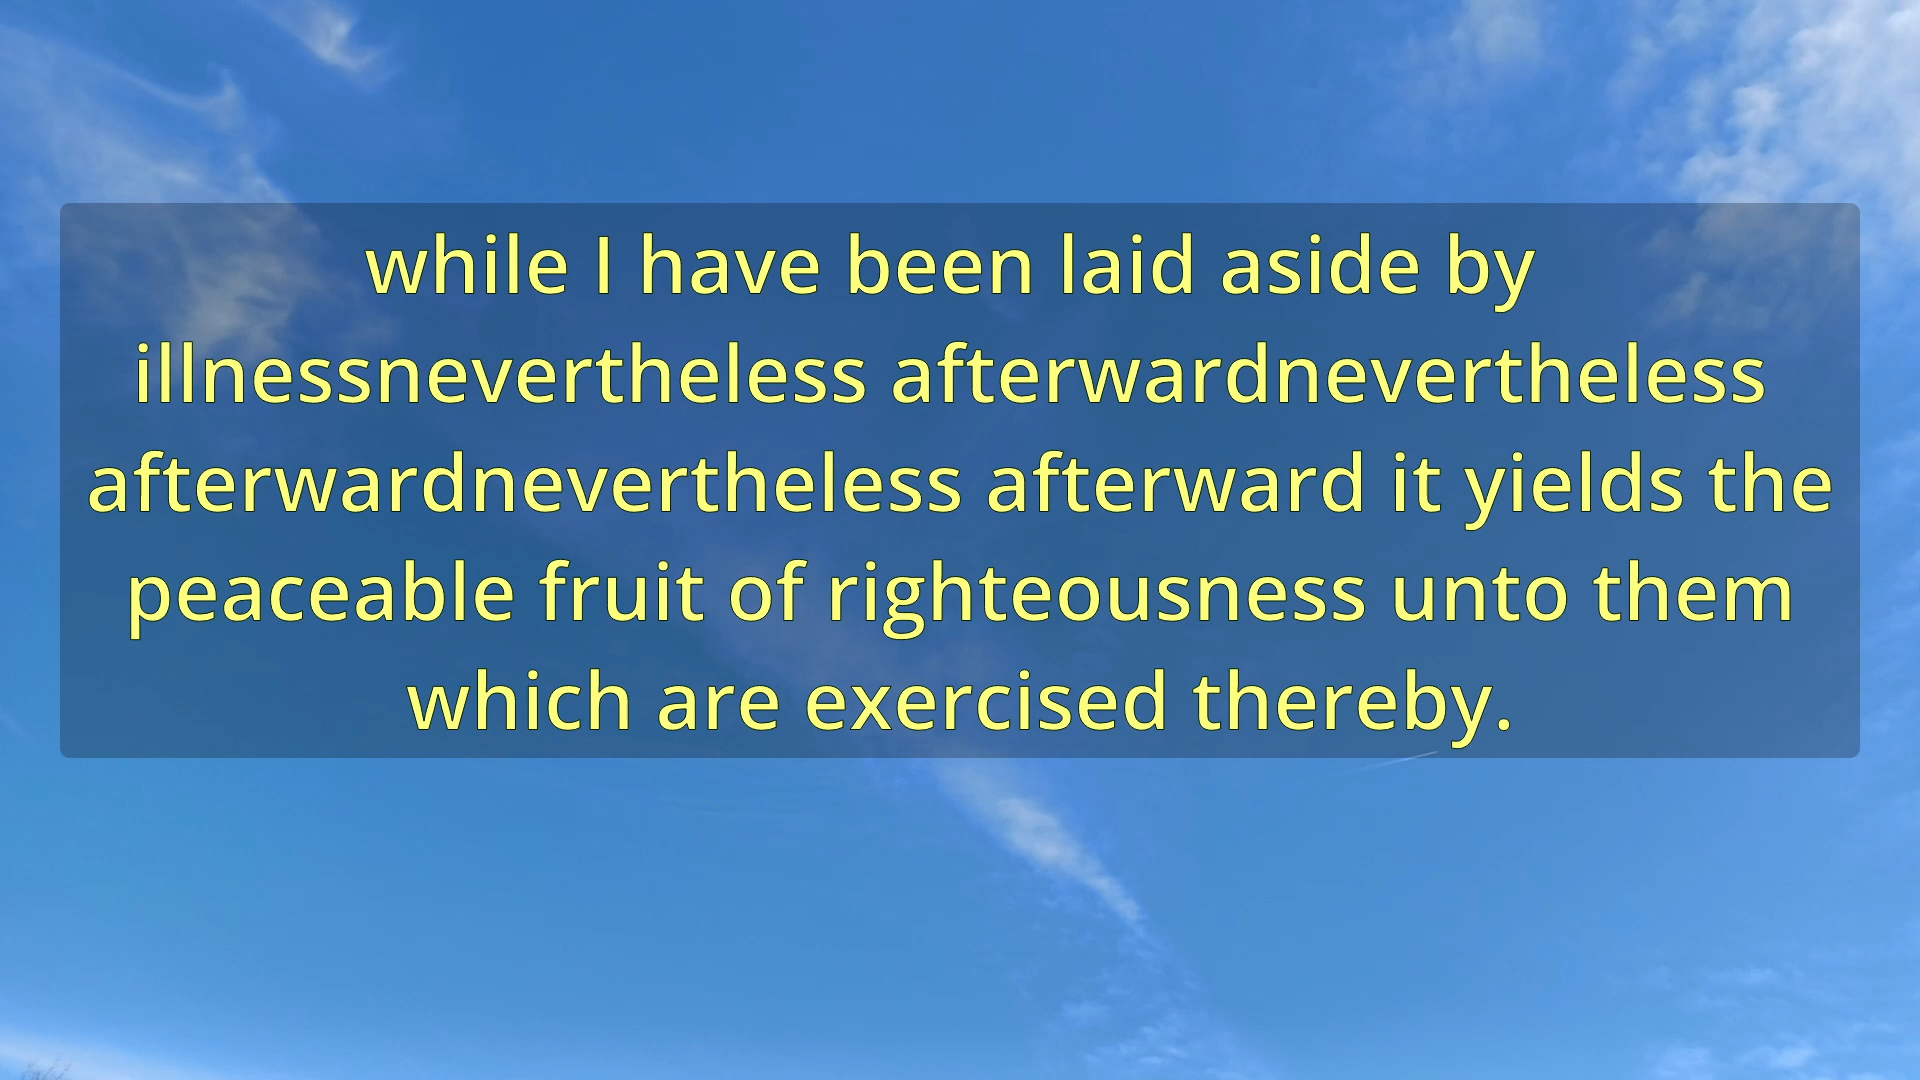 while I have been laid aside by
illnessnevertheless afterwardnevertheless
afterwardnevertheless afterward it yields the
peaceable fruit of righteousness unto them
which are exercised thereby.